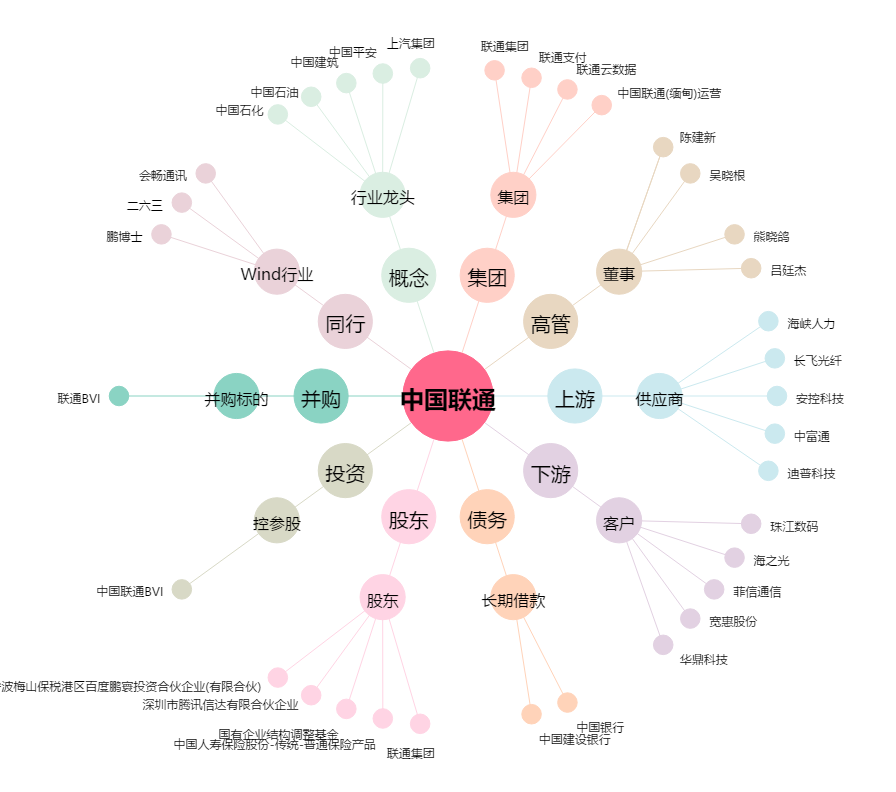 联通集团
上汽集团
中国平安
联通支付
中国建筑
联通云数据
中国石油
中国联通(缅甸)运营
中国石化
陈建新
会畅通讯
吴晓根
行业龙头
集团
二六三
鹏博士
熊晓鸽
Wind行业
概念
集团
董事
吕廷杰
同行
高管
海峡人力
长飞光纤
联通BVI
并购标的
并购
中国联通
上游
供应商
安控科技
中富通
投资
下游
迪普科技
控参股
股东
债务
客户
珠江数码
海之光
中国联通BVI
菲信通信
股东
长期借款
宽惠股份
华鼎科技
波梅山保税港区百度鹏寰投资合伙企业(有限合伙)
深圳市腾讯信达有限合伙企业
国有企业结构调整基金
中国银行
中国人寿保险股份-传统-普通保险产品
中国建设银行
联通集团